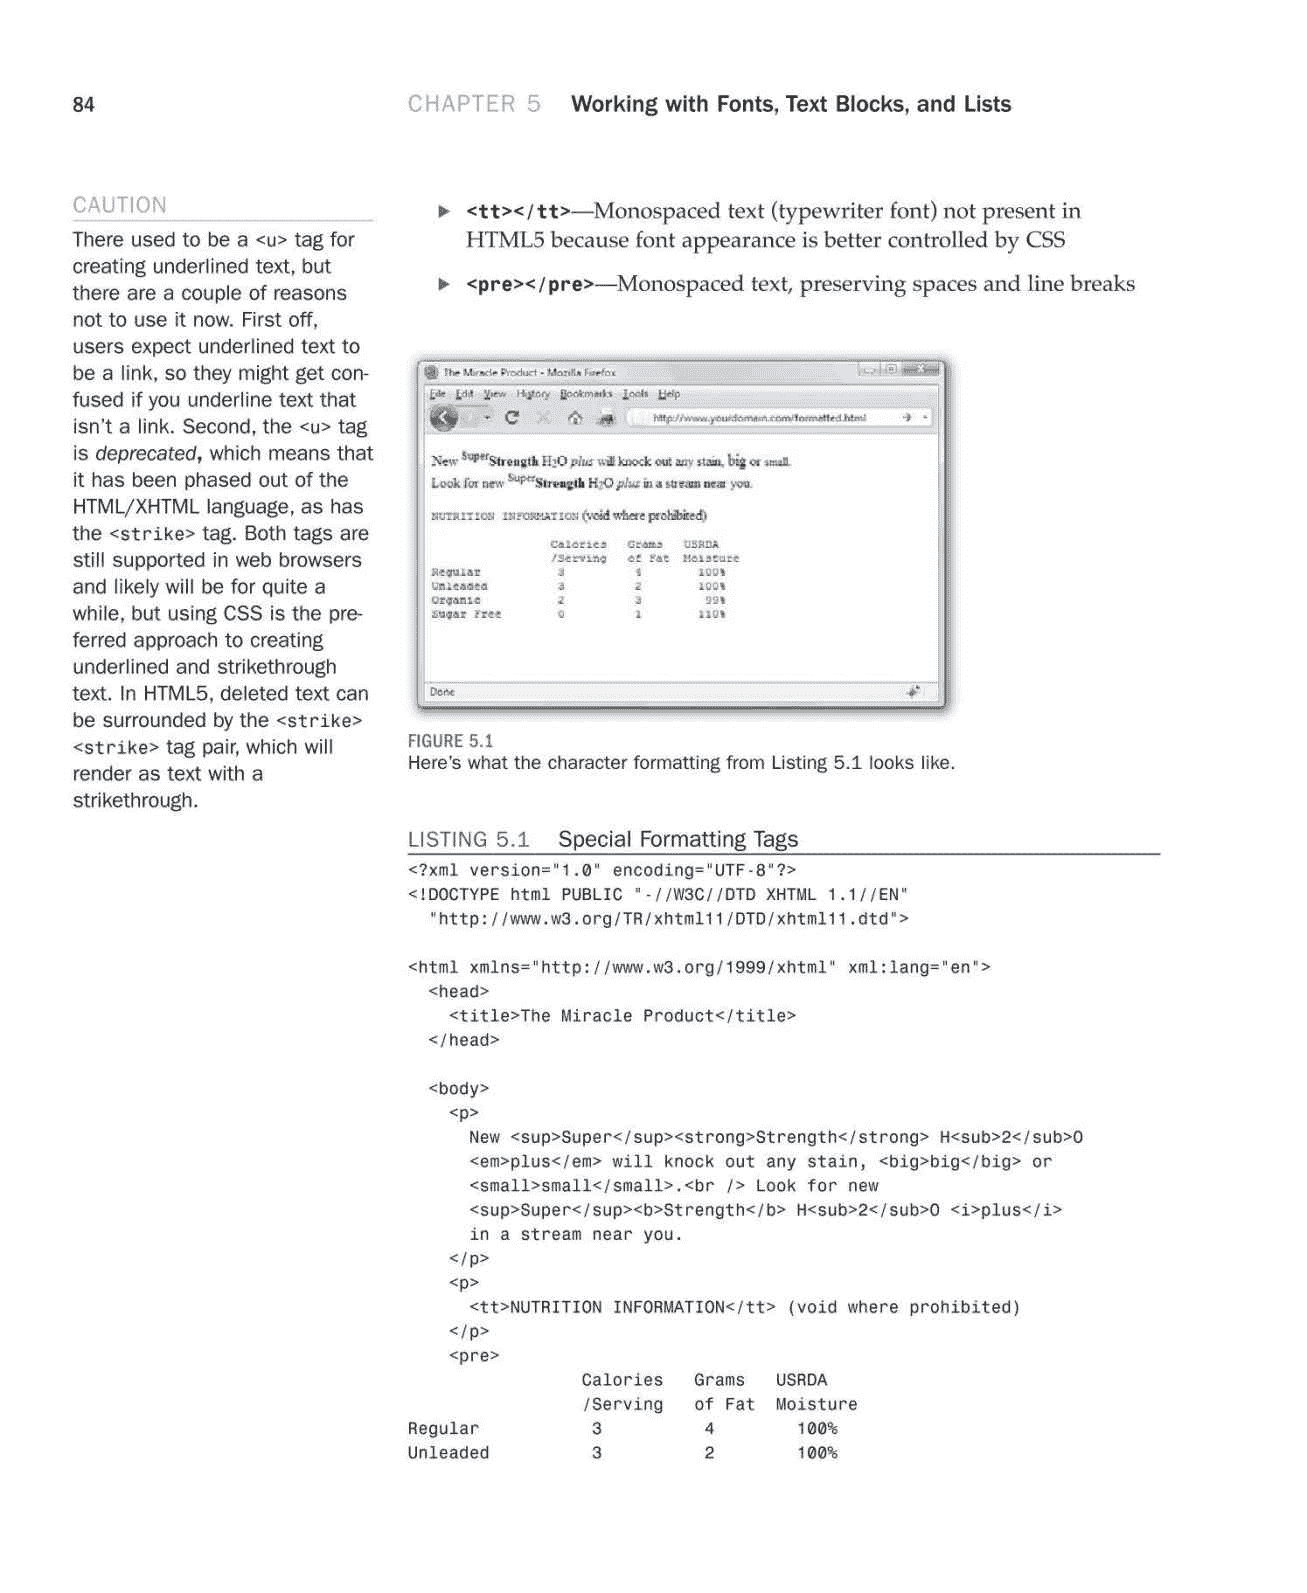 84
CHAPTER 5 Working with Fonts, Text Blocks, and Lists
CAUTION
There used to be a <u> tag for
creating underlined text, but
there are a couple of reasons
not to use it now. First off,
users expect underlined text to
be a link, so they might get con-
fused if you underline text that
isn't a link. Second, the <u> tag
is deprecated, which means that
it has been phased out of the
HTML/XHTML language, as has
the <strike> tag. Both tags are
still supported in web browsers
and likely will be for quite a
while, but using CSS is the pre-
ferred approach to creating
underlined and strikethrough
text. In HTML5, deleted text can
be surrounded by the <strike>
<strike> tag pair, which will
render as text with a
strikethrough.
▶ <tt></tt>—Monospaced text (typewriter font) not present in
HTML5 because font appearance is better controlled by CSS
▶ <pre></pre>—Monospaced text, preserving spaces and line breaks
The Miracle Product - Mozilla Firefox
File Edit View History Bookmarks Tools Help
http://www.yourdomain.com/formatted.html
New SuperStrength H2O plus will knock out any stain, big or small.
Look for new SuperStrength H2O plus in a stream near you.
NUTRITION INFORMATION (void where prohibited)
Calories Grams USRDA
/Serving of Fat Moisture
Regular 3 4 100%
Unleaded 3 2 100%
Organic 2 3 99%
Sugar Free 0 1 110%
Done
FIGURE 5.1
Here's what the character formatting from Listing 5.1 looks like.
LISTING 5.1 Special Formatting Tags
<?xml version="1.0" encoding="UTF-8"?>
<!DOCTYPE html PUBLIC "-//W3C//DTD XHTML 1.1//EN"
"http://www.w3.org/TR/xhtml11/DTD/xhtml11.dtd">
<html xmlns="http://www.w3.org/1999/xhtml" xml:lang="en">
<head>
<title>The Miracle Product</title>
</head>
<body>
<p>
New <sup>Super</sup><strong>Strength</strong> H<sub>2</sub>O
<em>plus</em> will knock out any stain, <big>big</big> or
<small>small</small>.<br /> Look for new
<sup>Super</sup><b>Strength</b> H<sub>2</sub>O <i>plus</i>
in a stream near you.
</p>
<p>
<tt>NUTRITION INFORMATION</tt> (void where prohibited)
</p>
<pre>
Calories Grams USRDA
/Serving of Fat Moisture
Regular 3 4 100%
Unleaded 3 2 100%